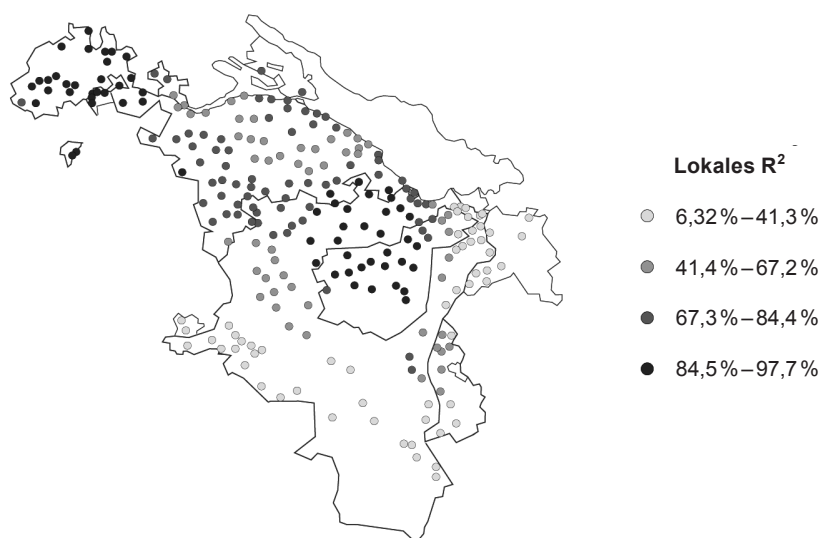 Lokales R²
6,32 % – 41,3 %
41,4 % – 67,2 %
67,3 % – 84,4 %
84,5 % – 97,7 %